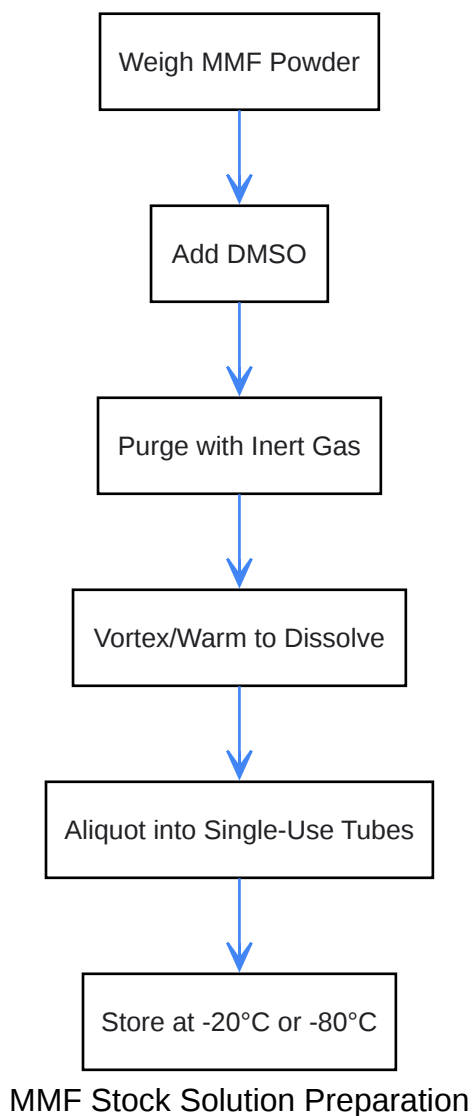 Weigh MMF Powder
Add DMSO
Purge with Inert Gas
Vortex/Warm to Dissolve
Aliquot into Single-Use Tubes
Store at -20°C or -80°C
MMF Stock Solution Preparation